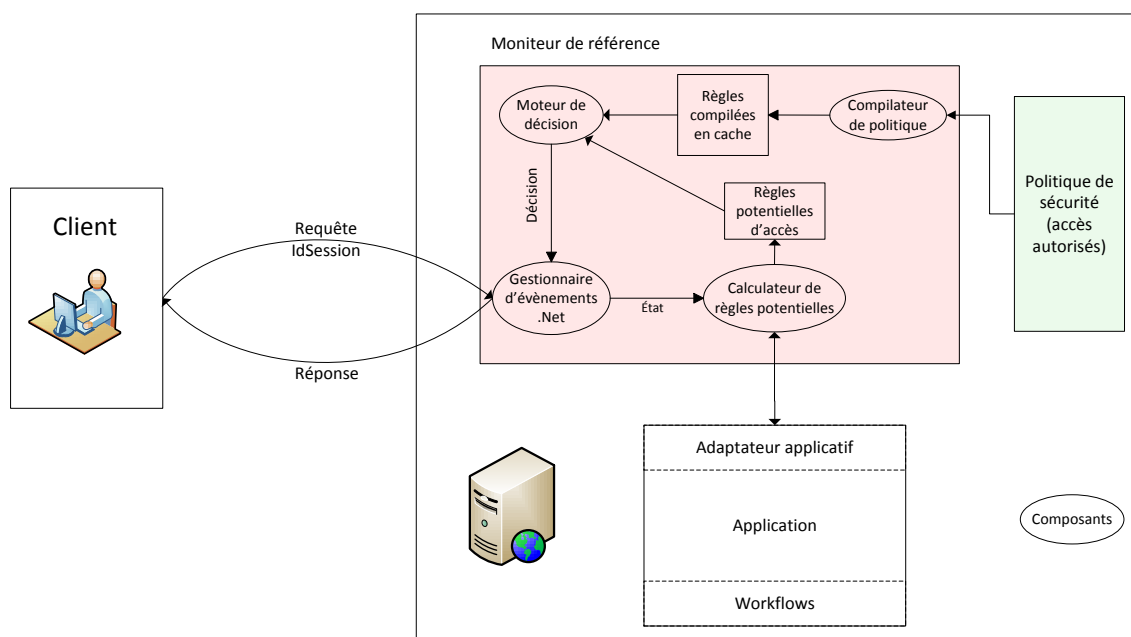 Moniteur de référence
Moteur de
décision
Règles
compilées
en cache
Compilateur
de politique
Politique de
sécurité
(accès
autorisés)
Décision
Règles
potentielles
d'accès
Client
Requête
IdSession
Gestionnaire
d'évènements
.Net
État
Calculateur de
règles potentielles
Réponse
Adaptateur applicatif
Application
Composants
Workflows